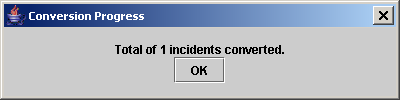 Conversion Progress
Total of 1 incidents converted.
OK